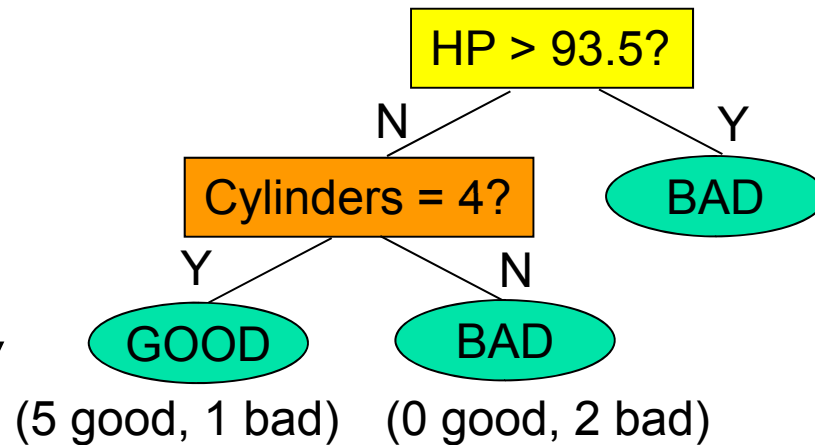 HP > 93.5?
N
Y
Cylinders = 4?
BAD
Y
N
GOOD
BAD
(5 good, 1 bad)
(0 good, 2 bad)